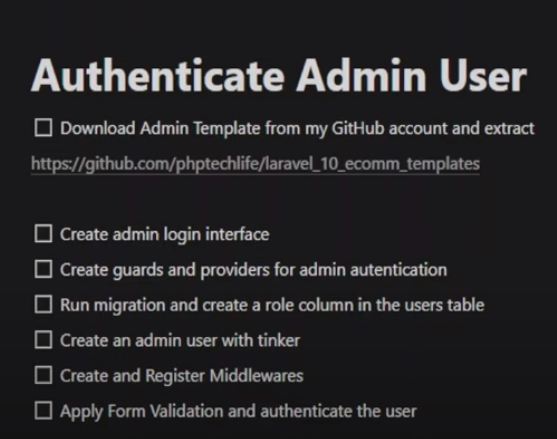 Authenticate Admin User
Download Admin Template from my GitHub account and extract
https://github.com/phptechlife/laravel_10_ecomm_templates
Create admin login interface
Create guards and providers for admin autentication
Run migration and create a role column in the users table
Create an admin user with tinker
Create and Register Middlewares
Apply Form Validation and authenticate the user